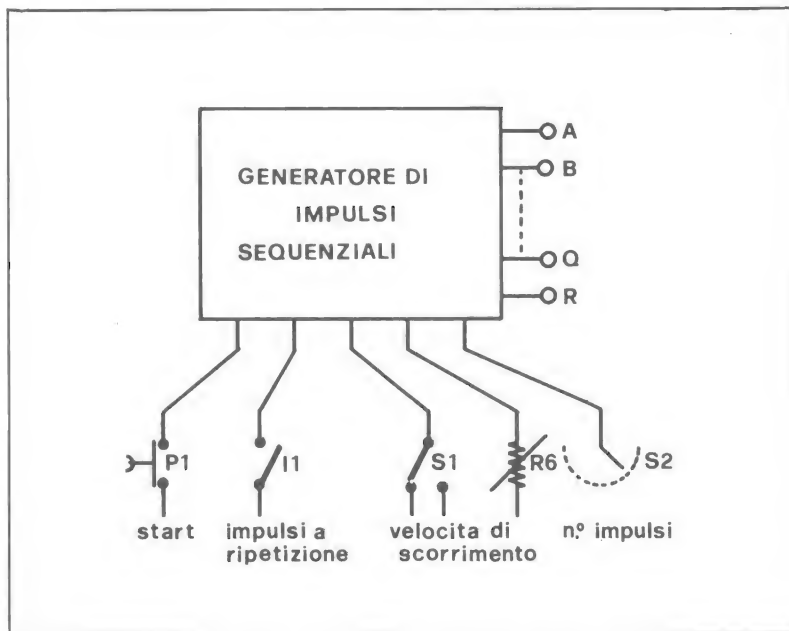 GENERATORE DI
IMPULSI
SEQUENZIALI
A
B
Q
R
P1
I1
S1
R6
S2
start
impulsi a
ripetizione
velocita di
scorrimento
n.º impulsi